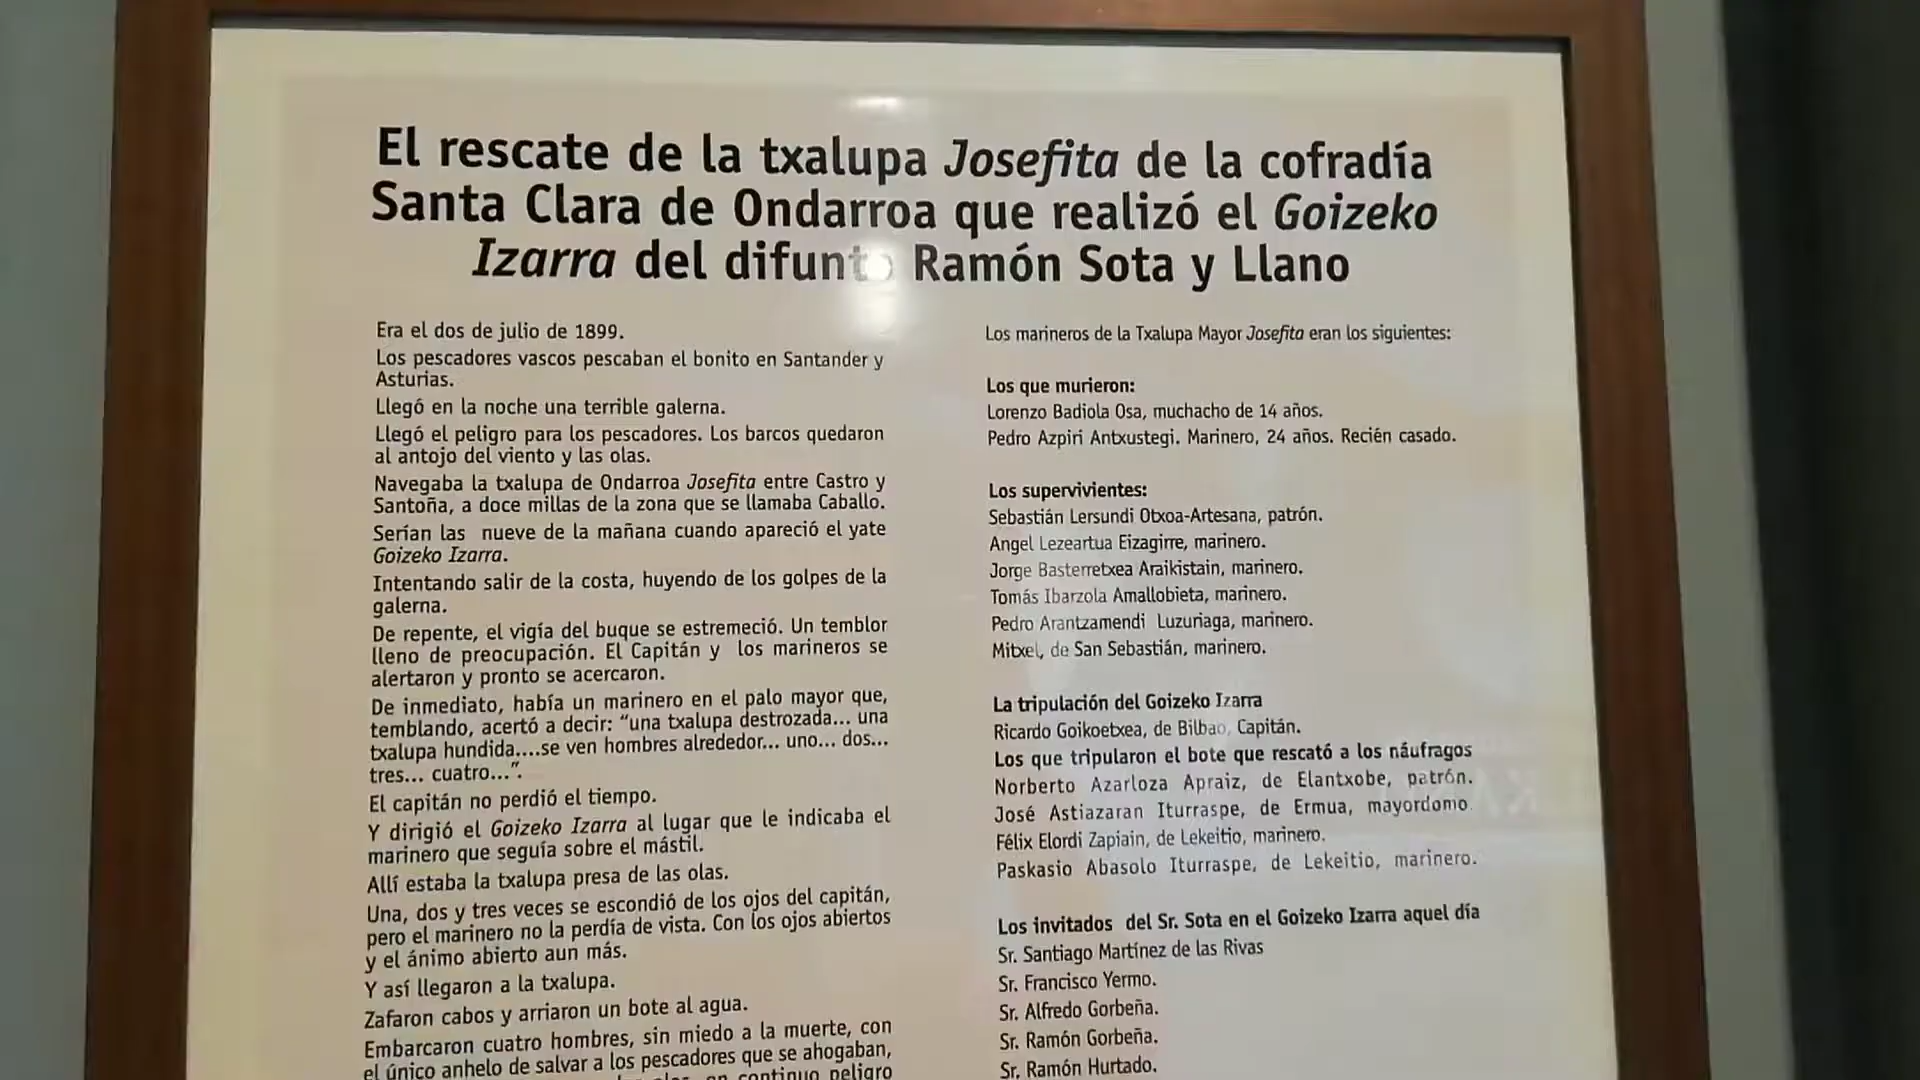 El rescate de la txalupa Josefita de la cofradía
Santa Clara de Ondarroa que realizó el Goizeko
Izarra del difunto Ramón Sota y Llano
Era el dos de julio de 1899.
Los pescadores vascos pescaban el bonito en Santander y
Asturias.
Llegó en la noche una terrible galerna.
Llegó el peligro para los pescadores. Los barcos quedaron
al antojo del viento y las olas.
Navegaba la txalupa de Ondarroa Josefita entre Castro y
Santoña, a doce millas de la zona que se llamaba Caballo.
Serían las nueve de la mañana cuando apareció el yate
Goizeko Izarra.
Intentando salir de la costa, huyendo de los golpes de la
galerna.
De repente, el vigía del buque se estremeció. Un temblor
lleno de preocupación. El Capitán y los marineros se
alertaron y pronto se acercaron.
De inmediato, había un marinero en el palo mayor que,
temblando, acertó a decir: “una txalupa destrozada... una
txalupa hundida....se ven hombres alrededor... uno... dos...
tres... cuatro...”.
El capitán no perdió el tiempo.
Y dirigió el Goizeko Izarra al lugar que le indicaba el
marinero que seguía sobre el mástil.
Allí estaba la txalupa presa de las olas.
Una, dos y tres veces se escondió de los ojos del capitán,
pero el marinero no la perdía de vista. Con los ojos abiertos
y el ánimo abierto aun más.
Y así llegaron a la txalupa.
Zafaron cabos y arriaron un bote al agua.
Embarcaron cuatro hombres, sin miedo a la muerte, con
el único anhelo de salvar a los pescadores que se ahogaban,
en continuo peligro
Los marineros de la Txalupa Mayor Josefita eran los siguientes:
Los que murieron:
Lorenzo Badiola Osa, muchacho de 14 años.
Pedro Azpiri Antxustegi. Marinero, 24 años. Recién casado.
Los supervivientes:
Sebastián Lersundi Otxoa-Artesana, patrón.
Angel Lezeartua Eizagirre, marinero.
Jorge Basterretxea Araikistain, marinero.
Tomás Ibarzola Amallobieta, marinero.
Pedro Arantzamendi Luzuriaga, marinero.
Mitxel, de San Sebastián, marinero.
La tripulación del Goizeko Izarra
Ricardo Goikoetxea, de Bilbao, Capitán.
Los que tripularon el bote que rescató a los náufragos
Norberto Azarloza Apraiz, de Elantxobe, patrón.
José Astiazaran Iturraspe, de Ermua, mayordomo.
Félix Elordi Zapiain, de Lekeitio, marinero.
Paskasio Abasolo Iturraspe, de Lekeitio, marinero.
Los invitados del Sr. Sota en el Goizeko Izarra aquel día
Sr. Santiago Martínez de las Rivas
Sr. Francisco Yermo.
Sr. Alfredo Gorbeña.
Sr. Ramón Gorbeña.
Sr. Ramón Hurtado.